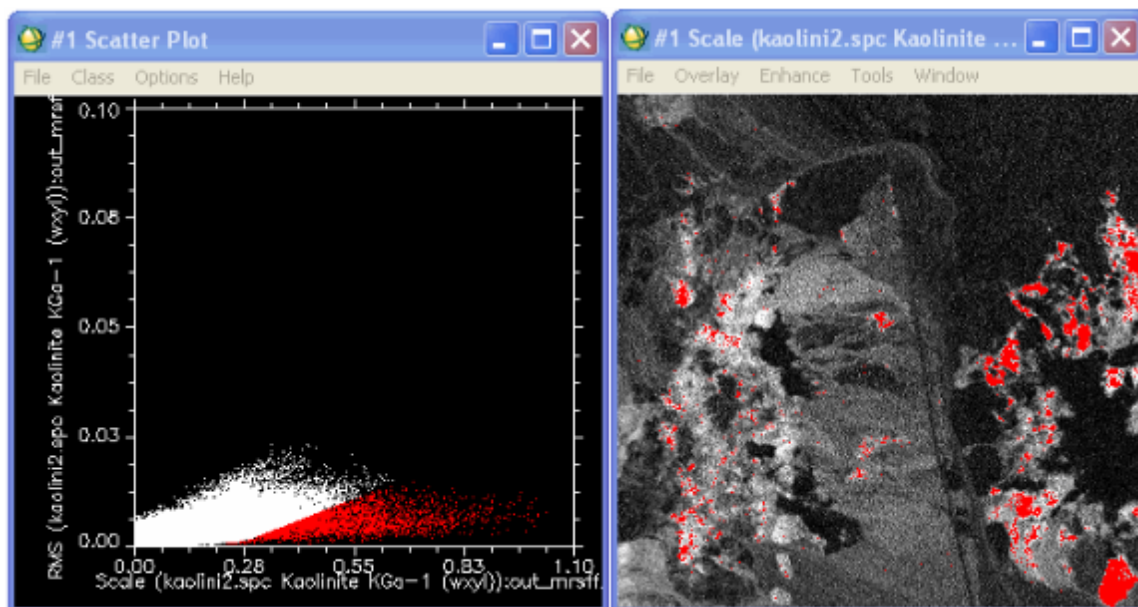 #1 Scatter Plot
File Class Options Help
0.10
0.08
0.05
0.03
0.00
RMS (kaolini2.spc Kaolinite KGa-1 (wxyl)):out_mrsff
0.00 0.28 0.55 0.83 1.10
Scale (kaolini2.spc Kaolinite KGa-1 (wxyl)):out_mrsff.
#1 Scale (kaolini2.spc Kaolinite ...
File Overlay Enhance Tools Window